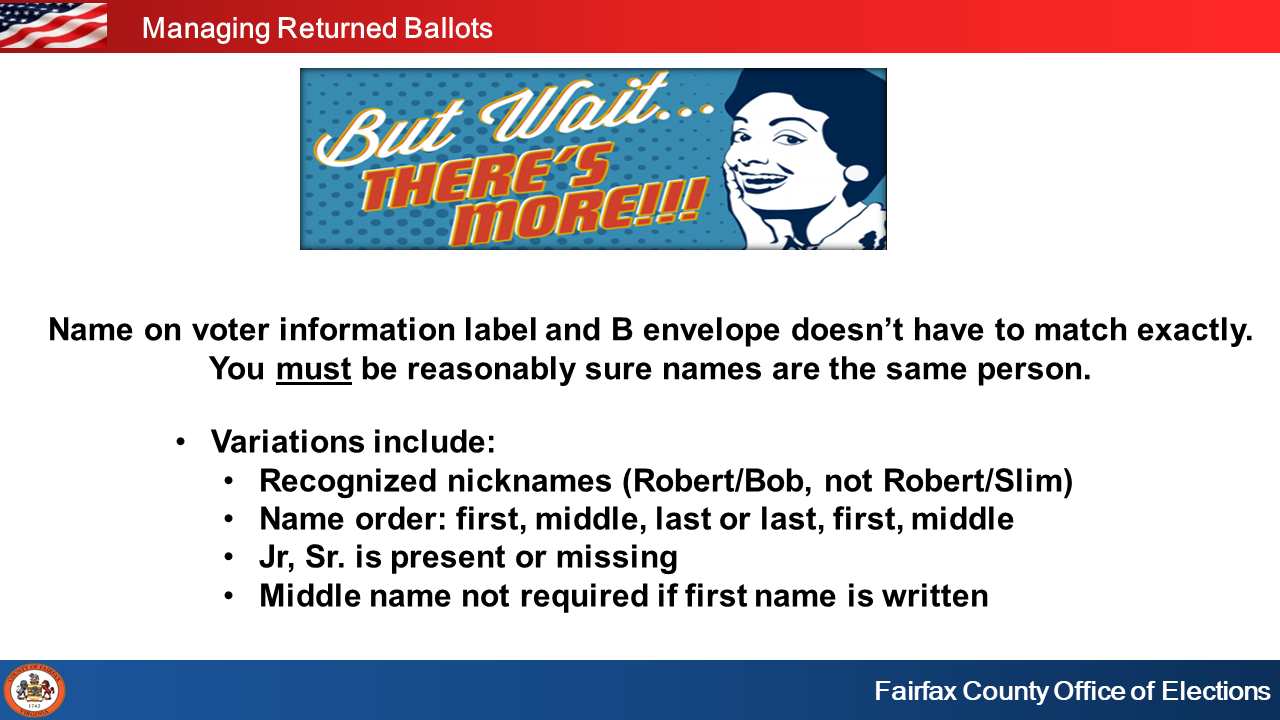 Managing Returned Ballots
But Wait...
THERE'S
MORE!!!
Name on voter information label and B envelope doesn’t have to match exactly.
You must be reasonably sure names are the same person.
• Variations include:
• Recognized nicknames (Robert/Bob, not Robert/Slim)
• Name order: first, middle, last or last, first, middle
• Jr, Sr. is present or missing
• Middle name not required if first name is written
COUNTY OF FAIRFAX
1742
VIRGINIA
Fairfax County Office of Elections